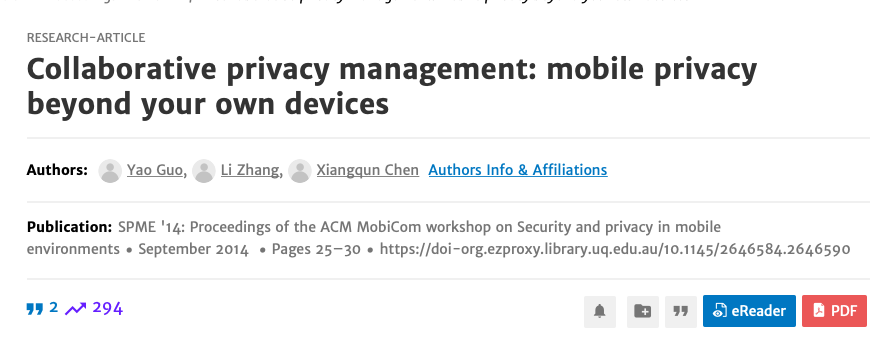 RESEARCH-ARTICLE
Collaborative privacy management: mobile privacy
beyond your own devices
Authors: Yao Guo, Li Zhang, Xiangqun Chen Authors Info & Affiliations
Publication: SPME '14: Proceedings of the ACM MobiCom workshop on Security and privacy in mobile
environments • September 2014 • Pages 25–30 • https://doi-org.ezproxy.library.uq.edu.au/10.1145/2646584.2646590
2 294 eReader PDF